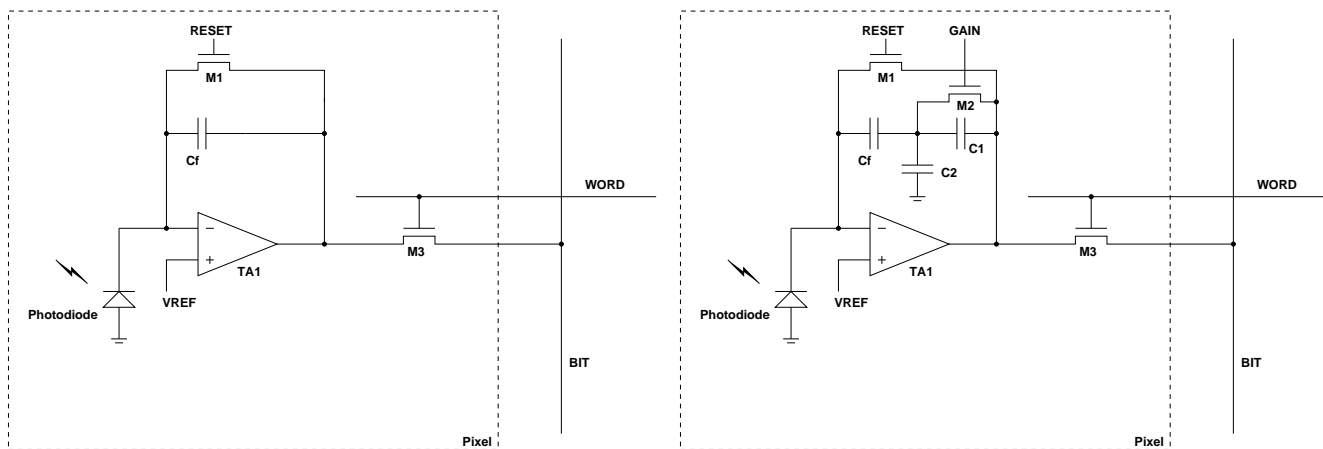 RESET
M1
Cf
WORD
−
+
TA1
M3
VREF
Photodiode
BIT
Pixel
RESET
GAIN
M1
M2
Cf
C1
C2
WORD
−
+
TA1
M3
VREF
Photodiode
BIT
Pixel